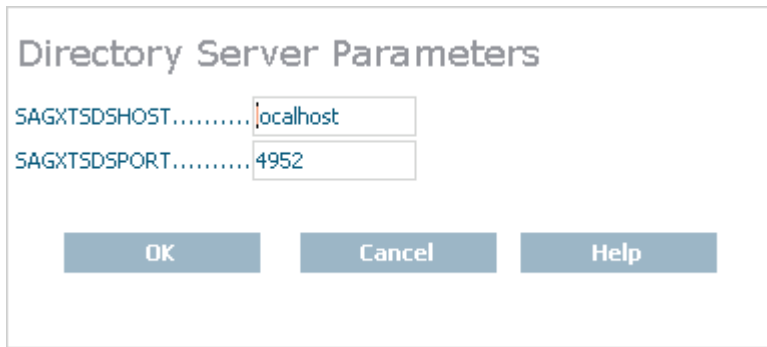 Directory Server Parameters
SAGXTSDSHOST.......... localhost
SAGXTSDSPORT.......... 4952
OK Cancel Help